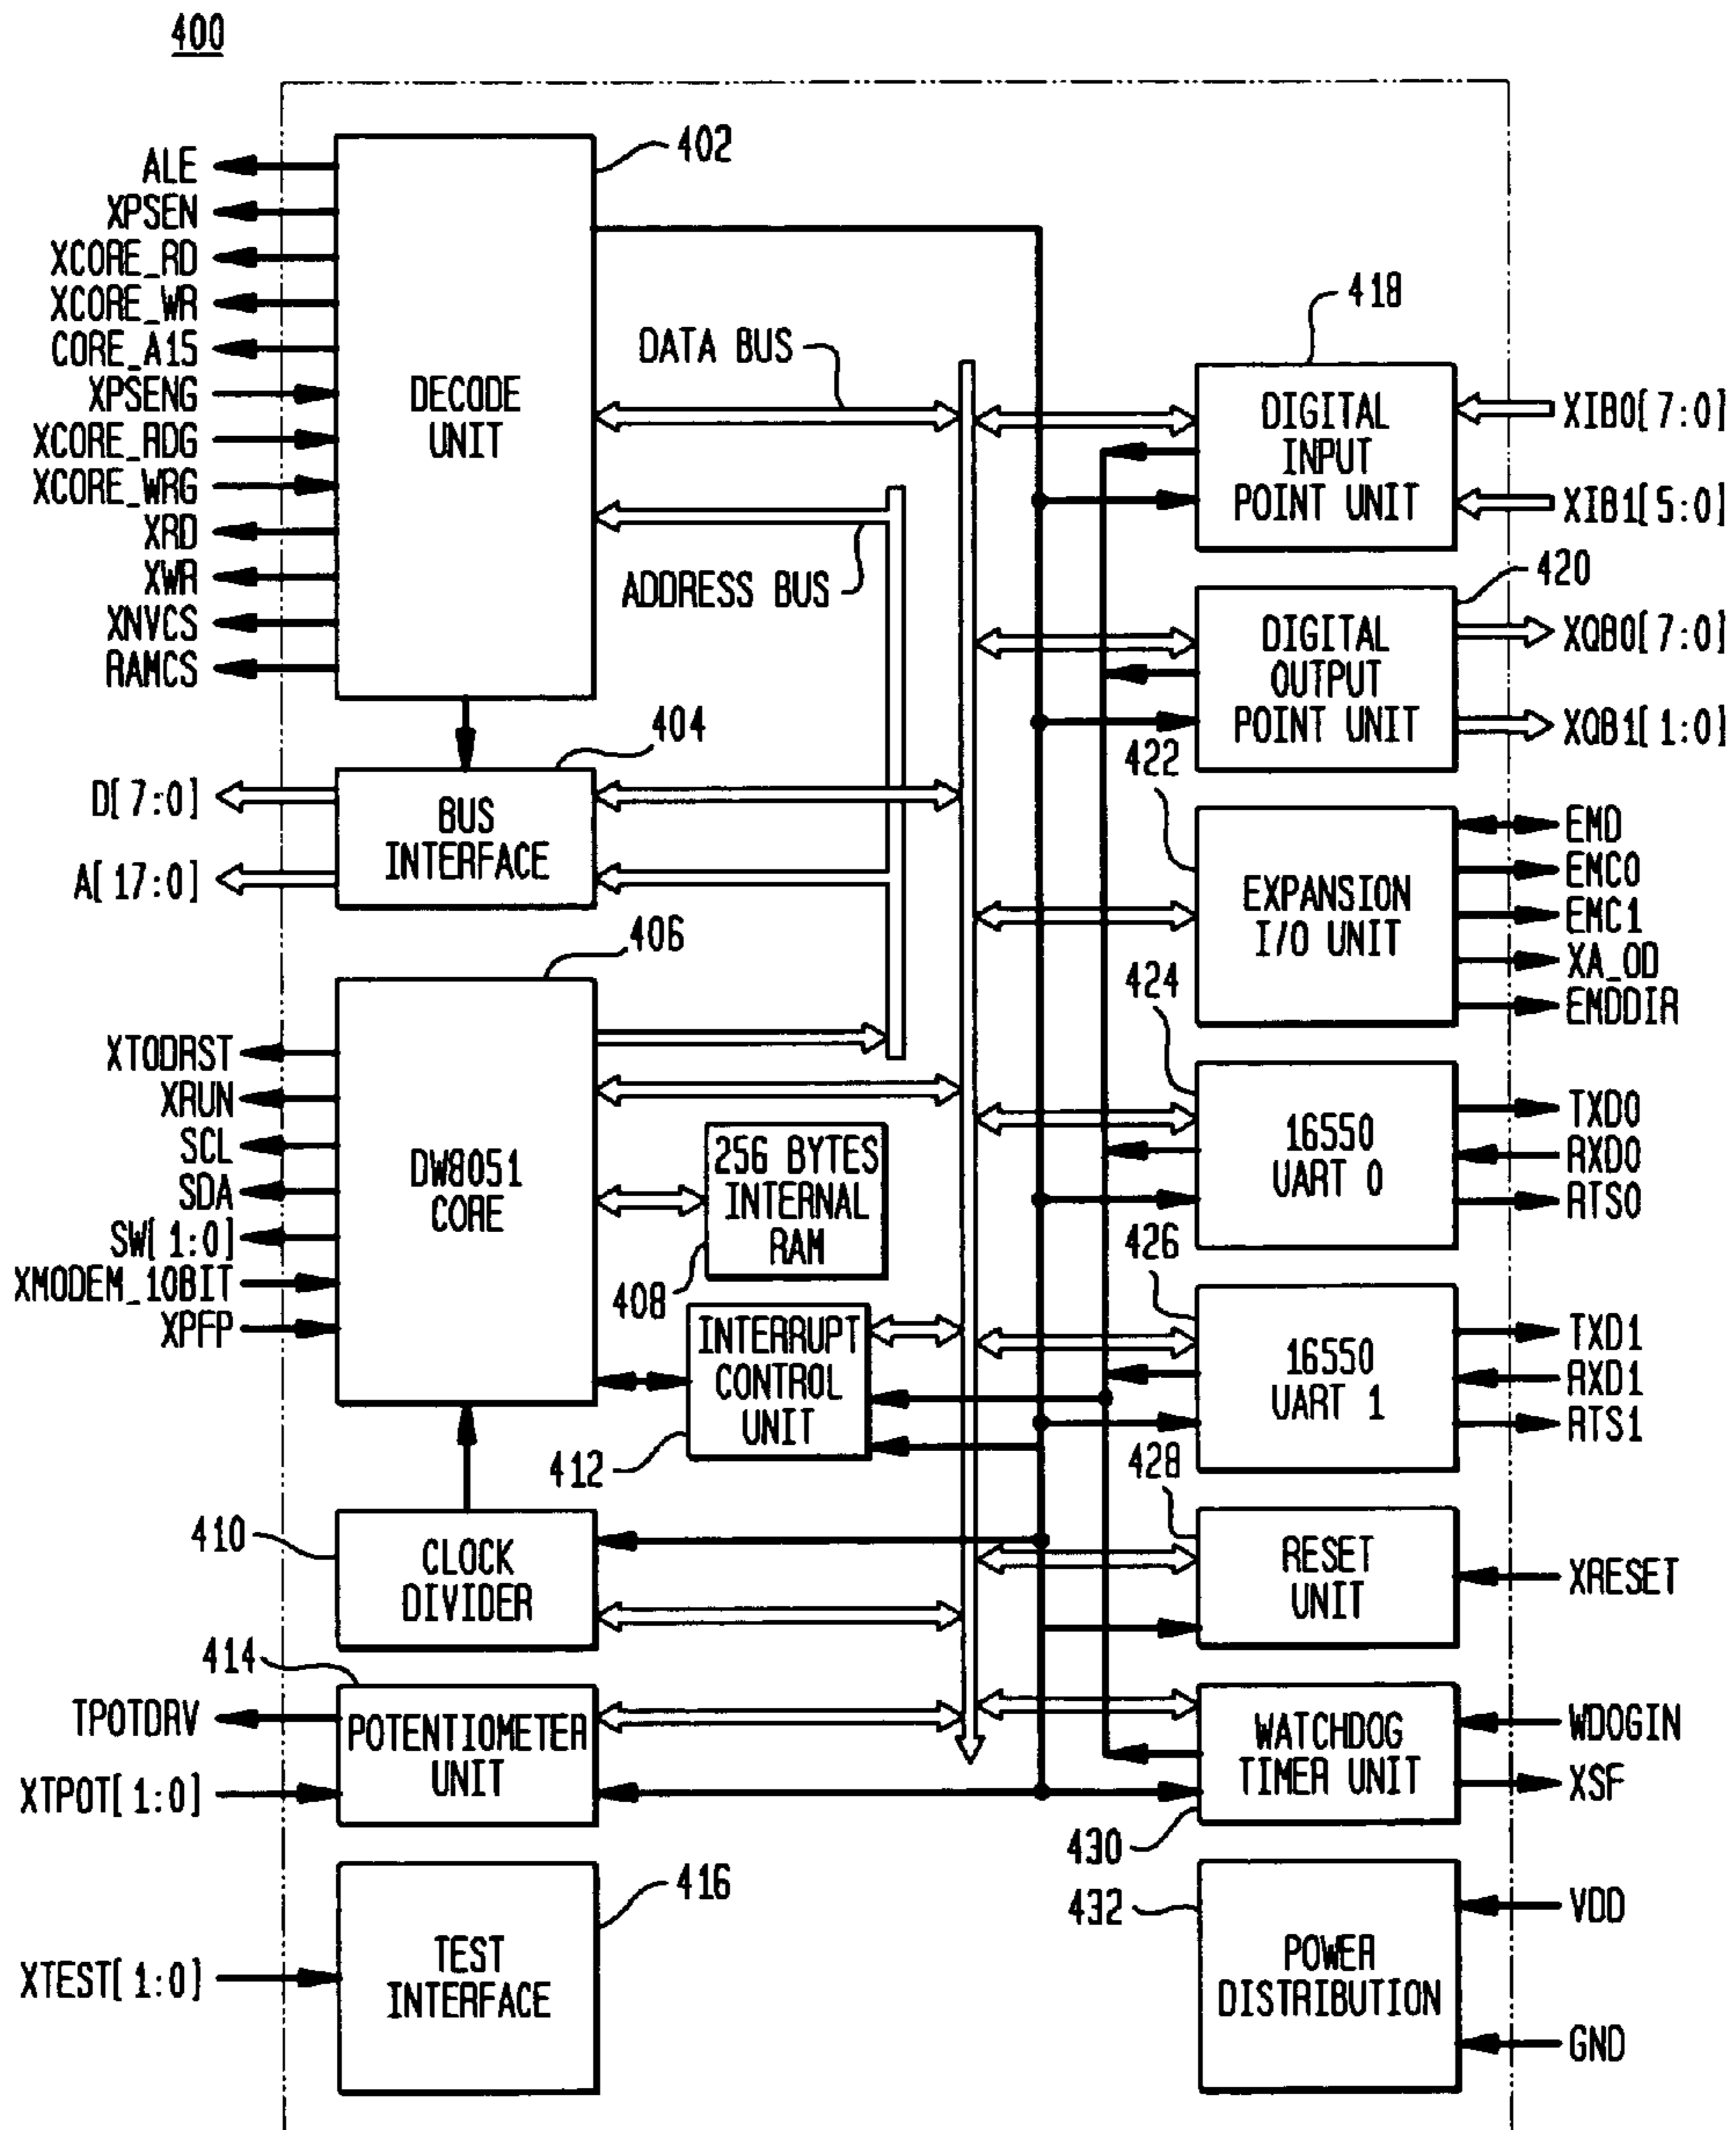 400
402
ALE
XPSEN
XCORE_RD
XCORE_WR
CORE_A15
XPSENG
XCORE_RDG
XCORE_WRG
XRD
XWR
XNVCS
RAMCS
DECODE
UNIT
DATA BUS
ADDRESS BUS
404
D[7:0]
A[17:0]
BUS
INTERFACE
406
XTODRST
XRUN
SCL
SDA
SW[1:0]
XMODEM_10BIT
XPFP
DW8051
CORE
256 BYTES
INTERNAL
RAM
408
INTERRUPT
CONTROL
UNIT
412
410
CLOCK
DIVIDER
414
TPOTDRV
XTPOT[1:0]
POTENTIOMETER
UNIT
416
XTEST[1:0]
TEST
INTERFACE
418
DIGITAL
INPUT
POINT UNIT
XIB0[7:0]
XIB1[5:0]
420
DIGITAL
OUTPUT
POINT UNIT
XQB0[7:0]
XQB1[1:0]
422
EXPANSION
I/O UNIT
EMD
EMC0
EMC1
XA_OD
EMDDIR
424
16550
UART 0
TXD0
RXD0
RTS0
426
16550
UART 1
TXD1
RXD1
RTS1
428
RESET
UNIT
XRESET
WATCHDOG
TIMER UNIT
WDOGIN
XSF
430
432
POWER
DISTRIBUTION
VDD
GND